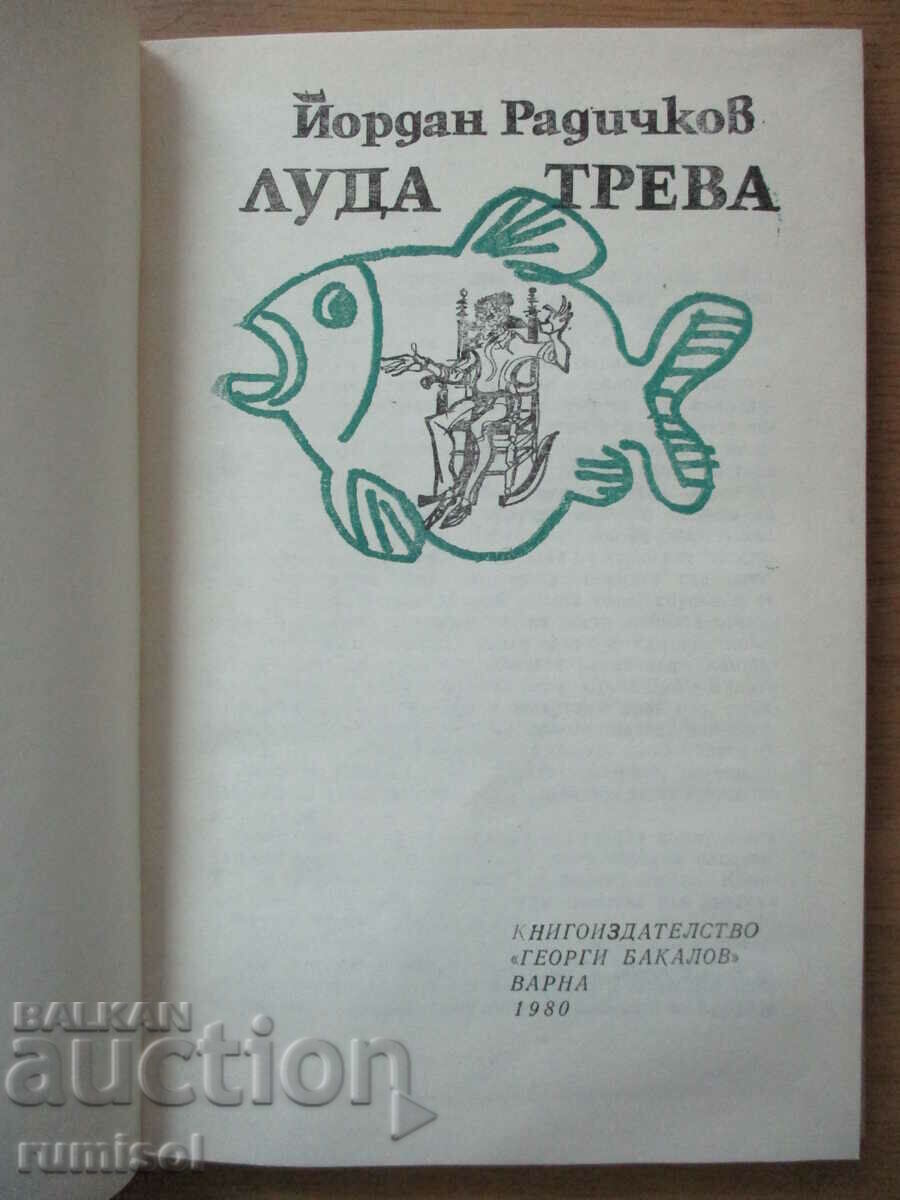 Йордан Радичков
ЛУДА ТРЕВА
КНИГОИЗДАТЕЛСТВО
«ГЕОРГИ БАКАЛОВ»
ВАРНА
1980
BALKAN
auction
rumisol